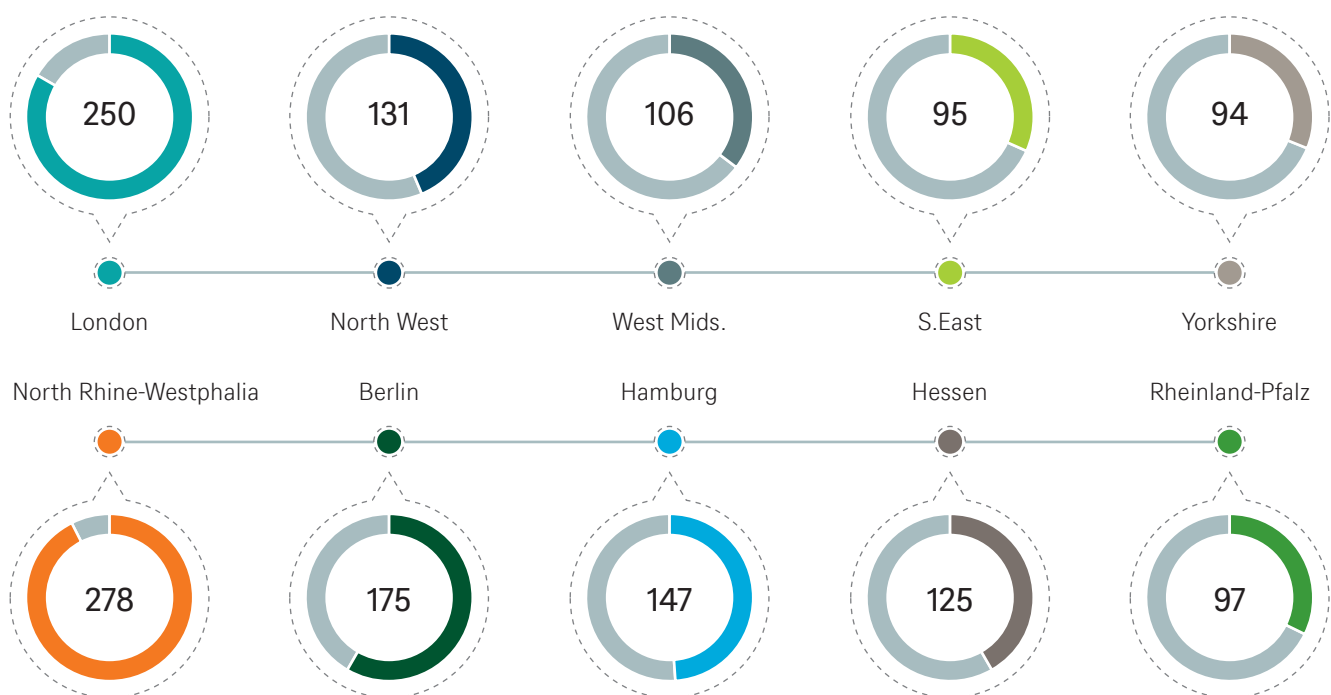 250 131 106 95 94
London North West West Mids. S.East Yorkshire
North Rhine-Westphalia Berlin Hamburg Hessen Rheinland-Pfalz
278 175 147 125 97